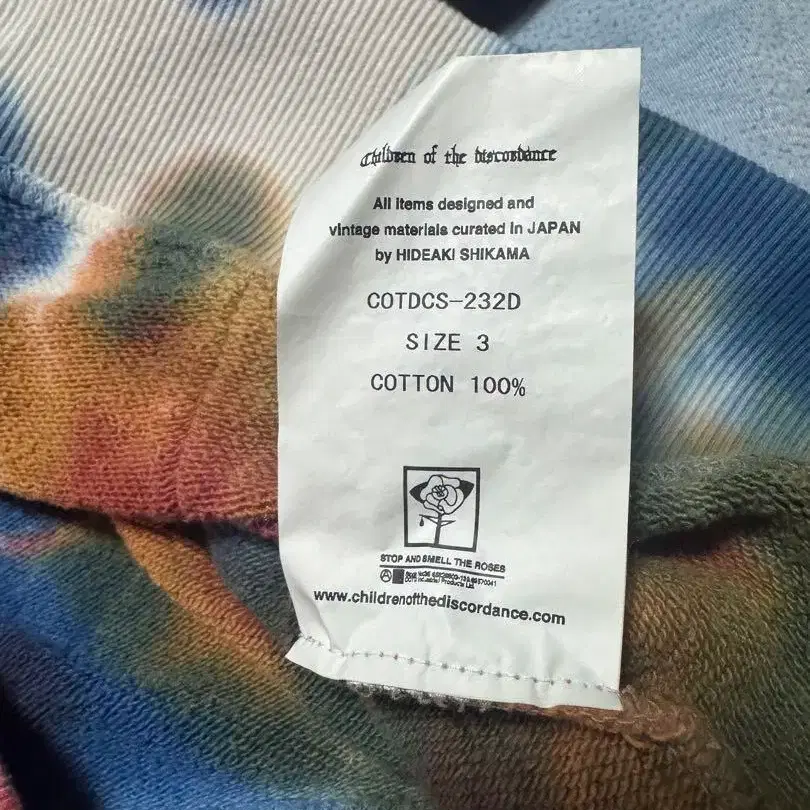 Children of the discordance
All items designed and
vintage materials curated in JAPAN
by HIDEAKI SHIKAMA
COTDCS-232D
SIZE 3
COTTON 100%
STOP AND SMELL THE ROSES
www.childrenofthediscordance.com